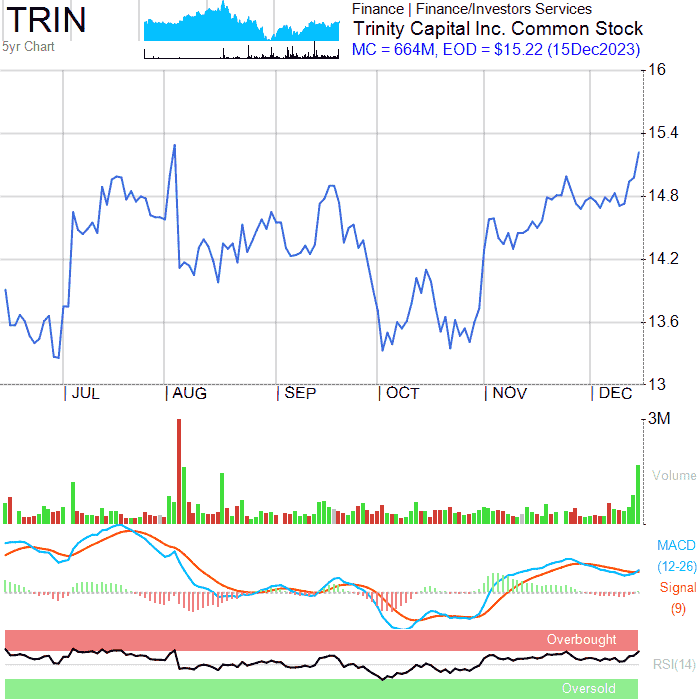 TRIN
5yr Chart
Finance | Finance/Investors Services
Trinity Capital Inc. Common Stock
MC = 664M, EOD = $15.22 (15Dec2023)
16
15.4
14.8
14.2
13.6
13
| JUL | AUG | SEP | OCT | NOV | DEC
3M
Volume
MACD
(12-26)
Signal
(9)
Overbought
RSI(14)
Oversold